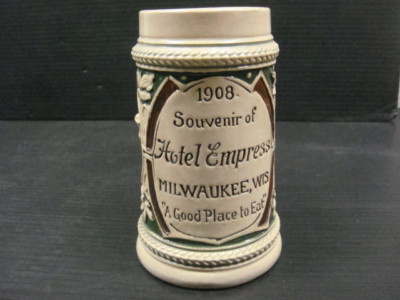 1908
Souvenir of
Hotel Empress
MILWAUKEE, WIS
"A Good Place to Eat"